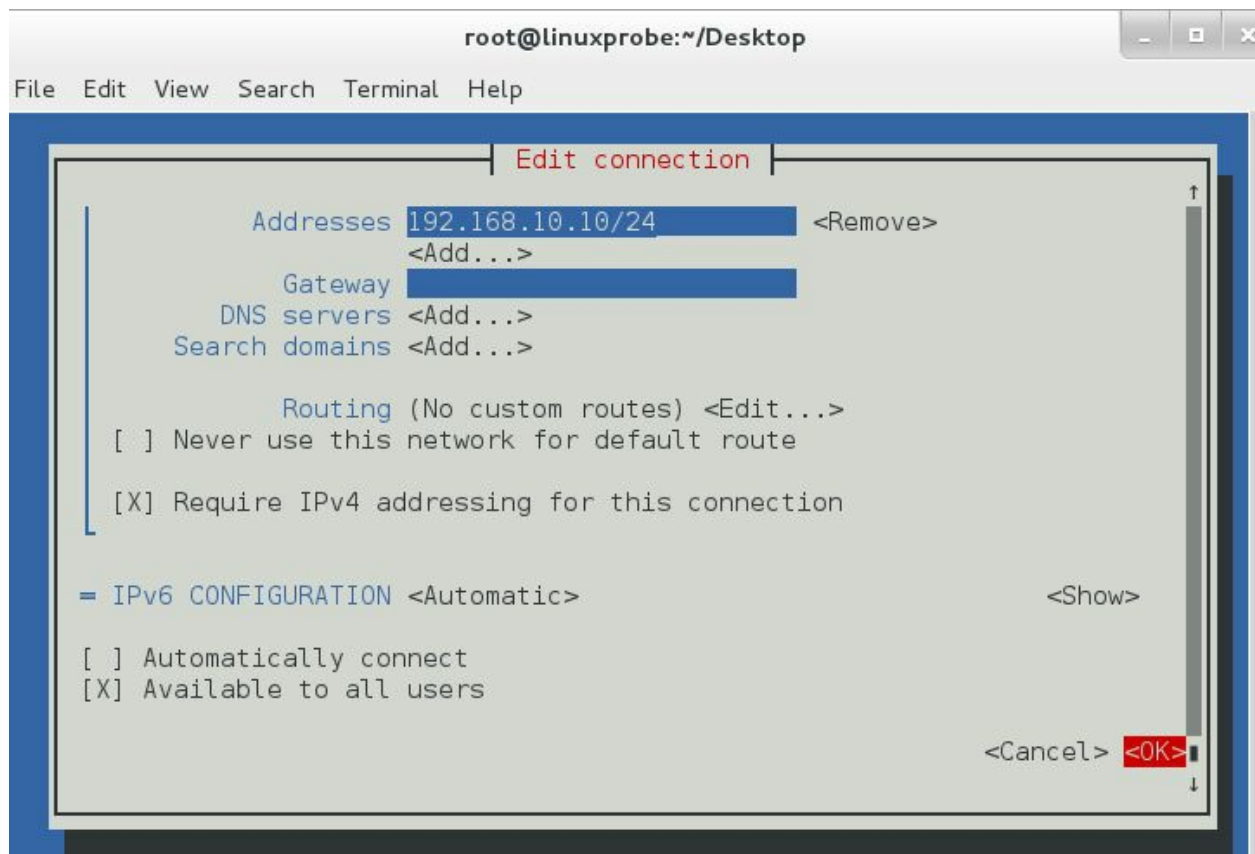 root@linuxprobe:~/Desktop
File Edit View Search Terminal Help
Edit connection
Addresses 192.168.10.10/24 <Remove>
<Add...>
Gateway
DNS servers <Add...>
Search domains <Add...>
Routing (No custom routes) <Edit...>
[ ] Never use this network for default route
[X] Require IPv4 addressing for this connection
= IPv6 CONFIGURATION <Automatic> <Show>
[ ] Automatically connect
[X] Available to all users
<Cancel> <OK>